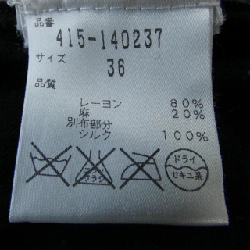 品番
415-140237
サイズ
36
品質
レーヨン 80%
麻 20%
別布部分
シルク 100%
ドライ
セキユ系